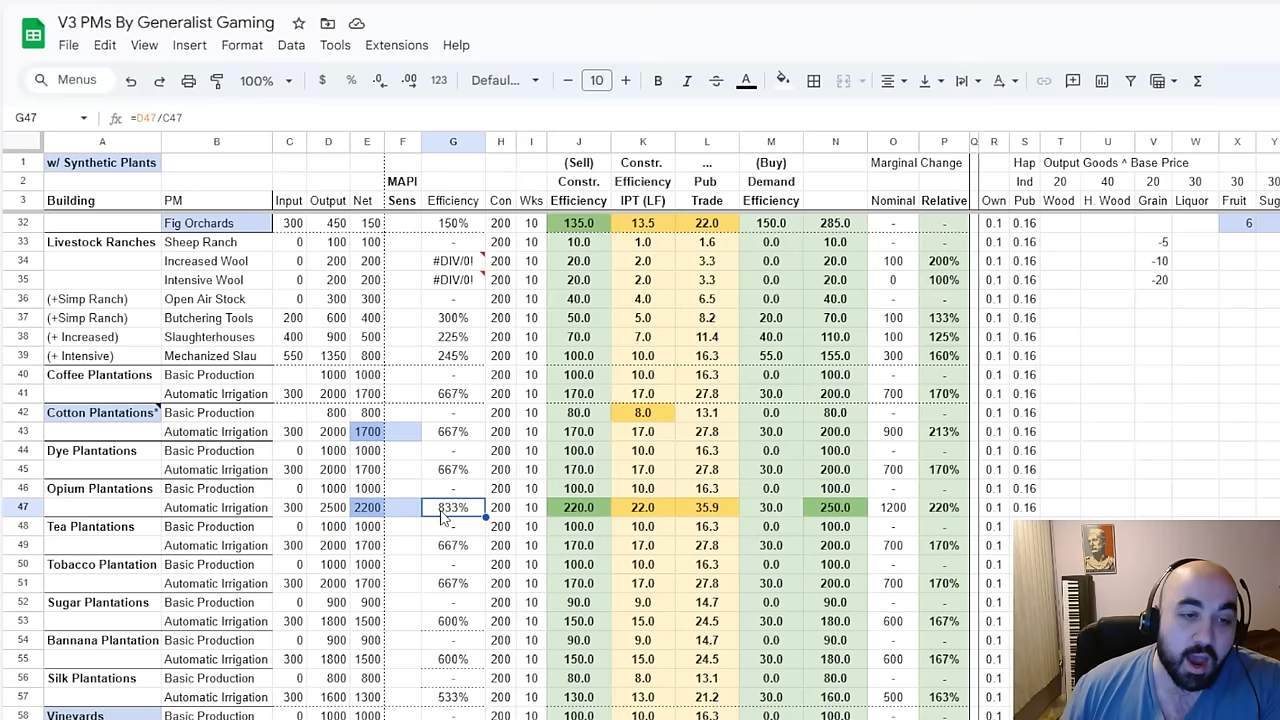 V3 PMs By Generalist Gaming
File Edit View Insert Format Data Tools Extensions Help
Menus 100% $ % .0 .00 123 Defaul... − 10 + B I S A Σ
G47 fx =D47/C47
A B C D E F G H I J K L M N O P Q R S T U V W X Y
1 w/ Synthetic Plants (Sell) Constr. ... (Buy) Marginal Change Hap Output Goods ^ Base Price
2 MAPI Constr. Efficiency Pub Demand Ind 20 40 20 30 30 30
3 Building PM Input Output Net Sens Efficiency Con Wks Efficiency IPT (LF) Trade Efficiency Nominal Relative Own Pub Wood H. Wood Grain Liquor Fruit Sug
32 Fig Orchards 300 450 150 150% 200 10 135.0 13.5 22.0 150.0 285.0 - - 0.1 0.16 6
33 Livestock Ranches Sheep Ranch 0 100 100 - 200 10 10.0 1.0 1.6 0.0 10.0 - - 0.1 0.16 -5
34 Increased Wool 0 200 200 #DIV/0! 200 10 20.0 2.0 3.3 0.0 20.0 100 200% 0.1 0.16 -10
35 Intensive Wool 0 200 200 #DIV/0! 200 10 20.0 2.0 3.3 0.0 20.0 0 100% 0.1 0.16 -20
36 (+Simp Ranch) Open Air Stock 0 300 300 - 200 10 40.0 4.0 6.5 0.0 40.0 - - 0.1 0.16
37 (+Simp Ranch) Butchering Tools 200 600 400 300% 200 10 50.0 5.0 8.2 20.0 70.0 100 133% 0.1 0.16
38 (+ Increased) Slaughterhouses 400 900 500 225% 200 10 70.0 7.0 11.4 40.0 110.0 100 125% 0.1 0.16
39 (+ Intensive) Mechanized Slau 550 1350 800 245% 200 10 100.0 10.0 16.3 55.0 155.0 300 160% 0.1 0.16
40 Coffee Plantations Basic Production 1000 1000 - 200 10 100.0 10.0 16.3 0.0 100.0 - - 0.1 0.16
41 Automatic Irrigation 300 2000 1700 667% 200 10 170.0 17.0 27.8 30.0 200.0 700 170% 0.1 0.16
42 Cotton Plantations* Basic Production 800 800 - 200 10 80.0 8.0 13.1 0.0 80.0 - - 0.1 0.16
43 Automatic Irrigation 300 2000 1700 667% 200 10 170.0 17.0 27.8 30.0 200.0 900 213% 0.1 0.16
44 Dye Plantations Basic Production 1000 1000 - 200 10 100.0 10.0 16.3 0.0 100.0 - - 0.1 0.16
45 Automatic Irrigation 300 2000 1700 667% 200 10 170.0 17.0 27.8 30.0 200.0 700 170% 0.1 0.16
46 Opium Plantations Basic Production 0 1000 1000 - 200 10 100.0 10.0 16.3 0.0 100.0 - - 0.1 0.16
47 Automatic Irrigation 300 2500 2200 833% 200 10 220.0 22.0 35.9 30.0 250.0 1200 220% 0.1 0.16
48 Tea Plantations Basic Production 0 1000 1000 - 200 10 100.0 10.0 16.3 0.0 100.0 - - 0.1
49 Automatic Irrigation 300 2000 1700 667% 200 10 170.0 17.0 27.8 30.0 200.0 700 170% 0.1
50 Tobacco Plantation Basic Production 0 1000 1000 - 200 10 100.0 10.0 16.3 0.0 100.0 - - 0.1
51 Automatic Irrigation 300 2000 1700 667% 200 10 170.0 17.0 27.8 30.0 200.0 700 170% 0.1
52 Sugar Plantations Basic Production 0 900 900 - 200 10 90.0 9.0 14.7 0.0 90.0 - - 0.1
53 Automatic Irrigation 300 1800 1500 600% 200 10 150.0 15.0 24.5 30.0 180.0 600 167% 0.1
54 Bannana Plantation Basic Production 0 900 900 - 200 10 90.0 9.0 14.7 0.0 90.0 - - 0.1
55 Automatic Irrigation 300 1800 1500 600% 200 10 150.0 15.0 24.5 30.0 180.0 600 167% 0.1
56 Silk Plantations Basic Production 0 800 800 - 200 10 80.0 8.0 13.1 0.0 80.0 - - 0.1
57 Automatic Irrigation 300 1600 1300 533% 200 10 130.0 13.0 21.2 30.0 160.0 500 163% 0.1
58 Vineyards Basic Production 0 1000 1000 - 200 10 100.0 10.0 16.3 0.0 100.0 - - 0.1